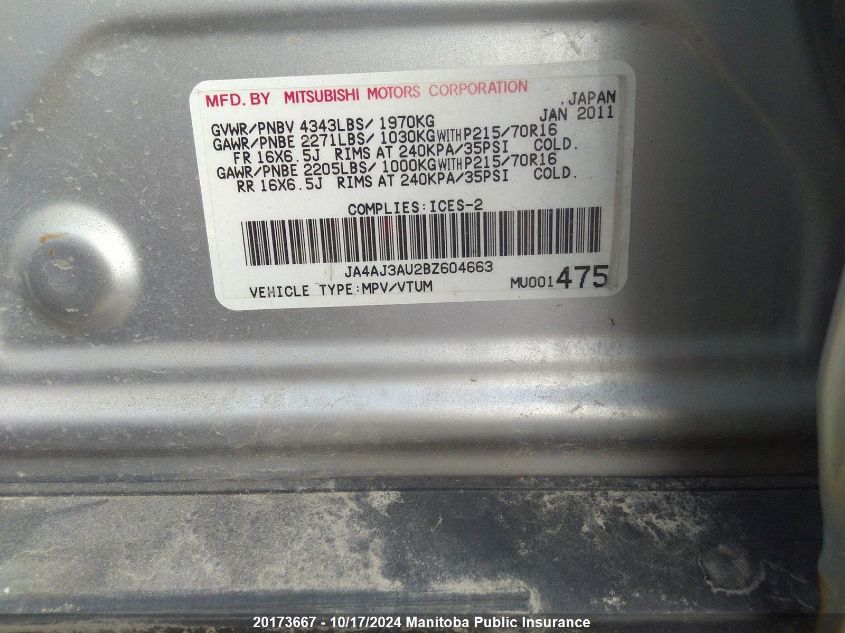 MFD. BY MITSUBISHI MOTORS CORPORATION ,JAPAN
GVWR/PNBV 4343LBS/ 1970KG JAN 2011
GAWR/PNBE 2271LBS/ 1030KG WITH P215/70R16
FR 16X6.5J RIMS AT 240KPA/35PSI COLD.
GAWR/PNBE 2205LBS/ 1000KG WITH P215/70R16
RR 16X6.5J RIMS AT 240KPA/35PSI COLD.
COMPLIES:ICES-2
JA4AJ3AU2BZ604663
VEHICLE TYPE:MPV/VTUM MU001475
20173667 - 10/17/2024 Manitoba Public Insurance